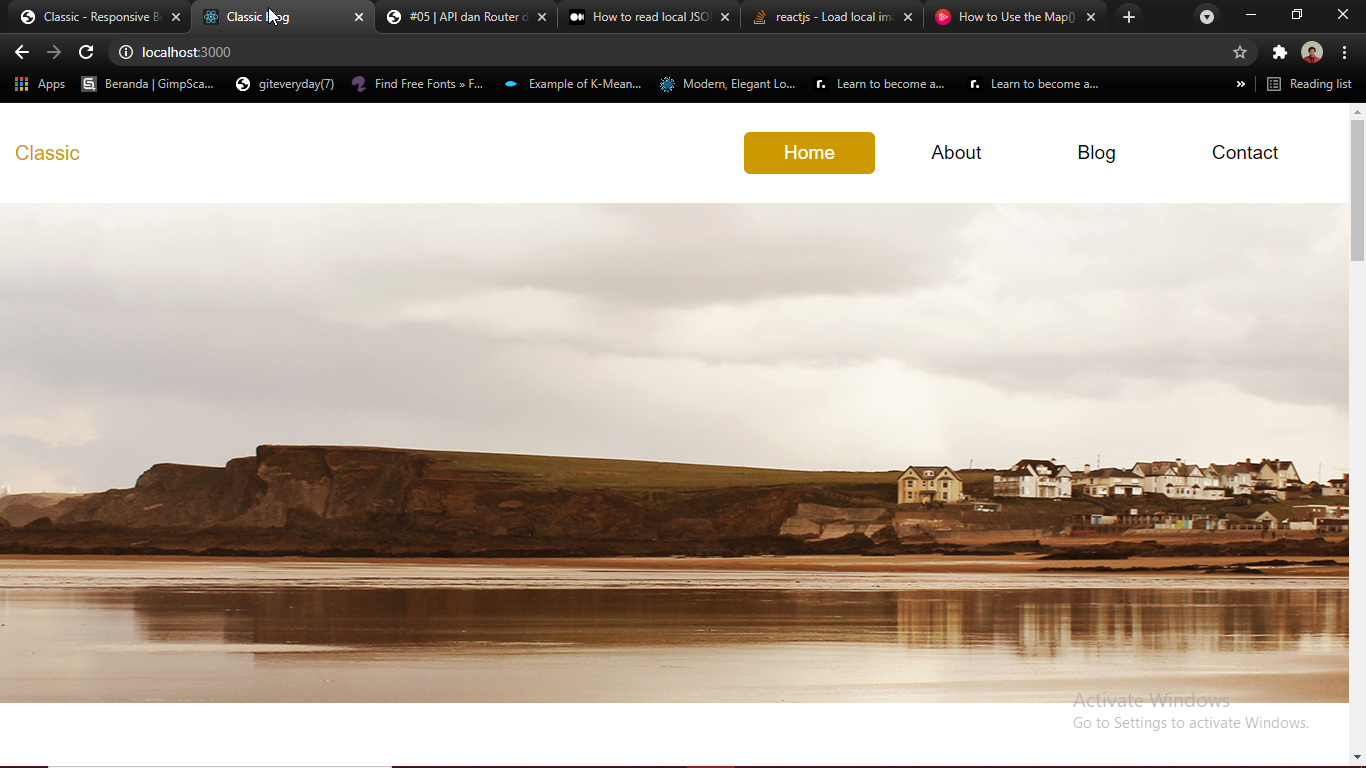 Classic - Responsive B
Classic Blog
#05 | API dan Router d
How to read local JSO
reactjs - Load local im
How to Use the Map()
localhost:3000
Apps
Beranda | GimpSca...
giteveryday(7)
Find Free Fonts » F...
Example of K-Mean...
Modern, Elegant Lo...
Learn to become a...
Learn to become a...
»
Reading list
Classic
Home
About
Blog
Contact
Activate Windows
Go to Settings to activate Windows.